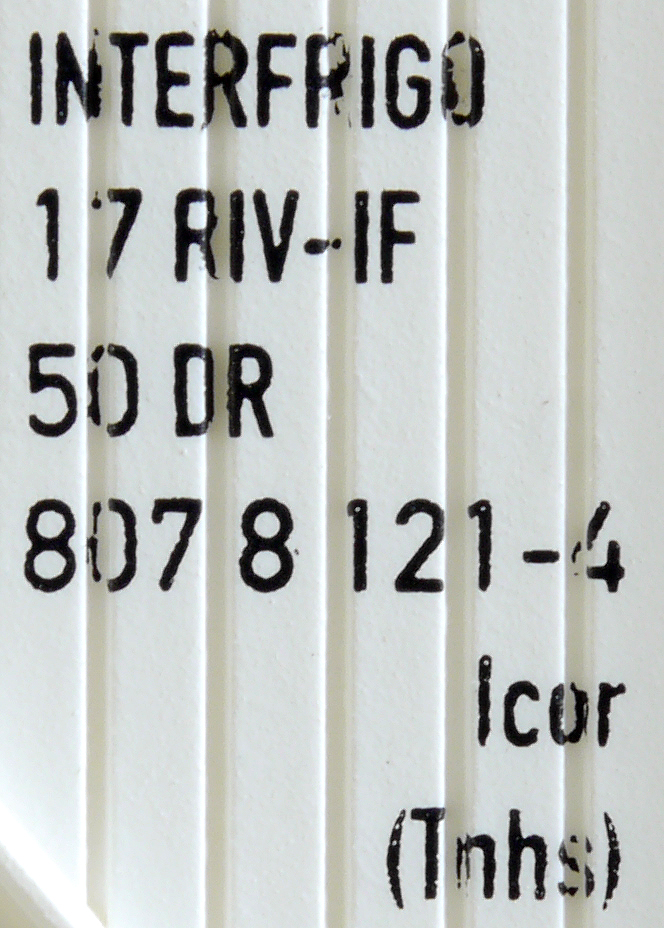 INTERFRIGO
17 RIV-IF
50 DR
807 8 121-4
Icor
(Tnhs)